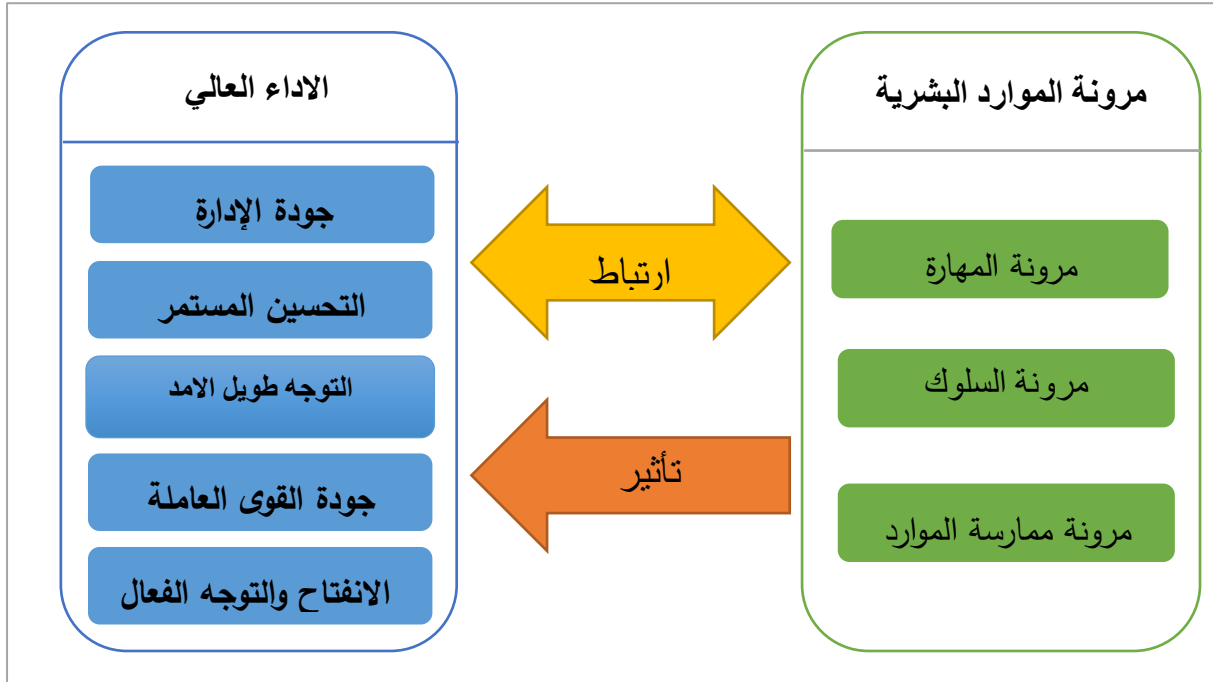 مرونة الموارد البشرية
مرونة المهارة
مرونة السلوك
مرونة ممارسة الموارد
ارتباط
تأثير
الاداء العالي
جودة الإدارة
التحسين المستمر
التوجه طويل الامد
جودة القوى العاملة
الانفتاح والتوجه الفعال